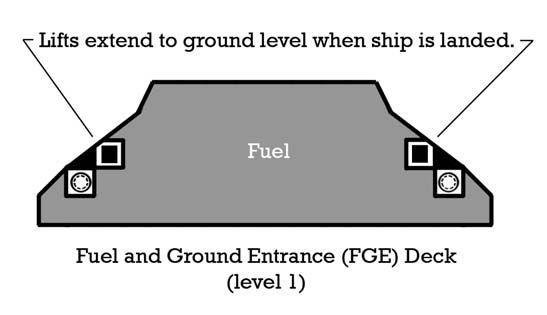 Lifts extend to ground level when ship is landed.
Fuel
Fuel and Ground Entrance (FGE) Deck
(level 1)